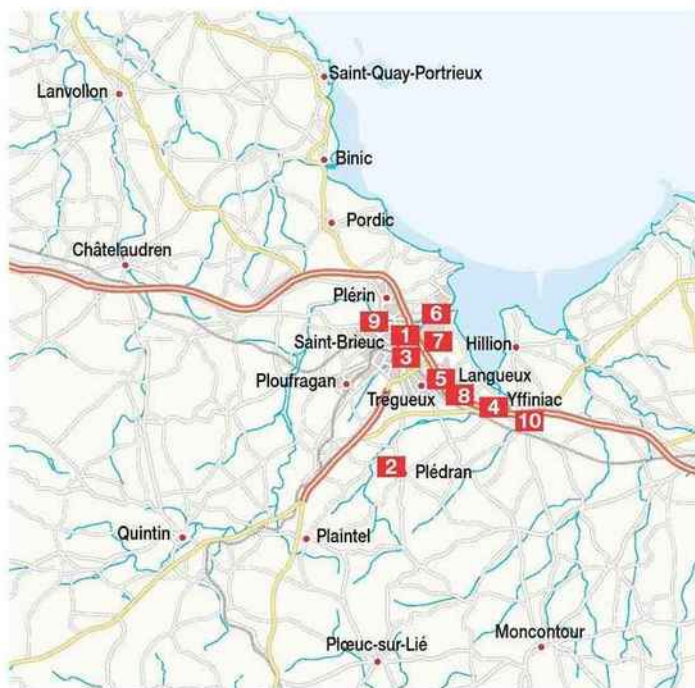 Saint-Quay-Portrieux
Lanvollon
Binic
Pordic
Châtelaudren
Plérin
6
9
1
7
Saint-Brieuc
Hillion
3
Langueux
5
Ploufragan
Trégueux
8
4
Yffiniac
10
2
Plédran
Quintin
Plaintel
Plœuc-sur-Lié
Moncontour